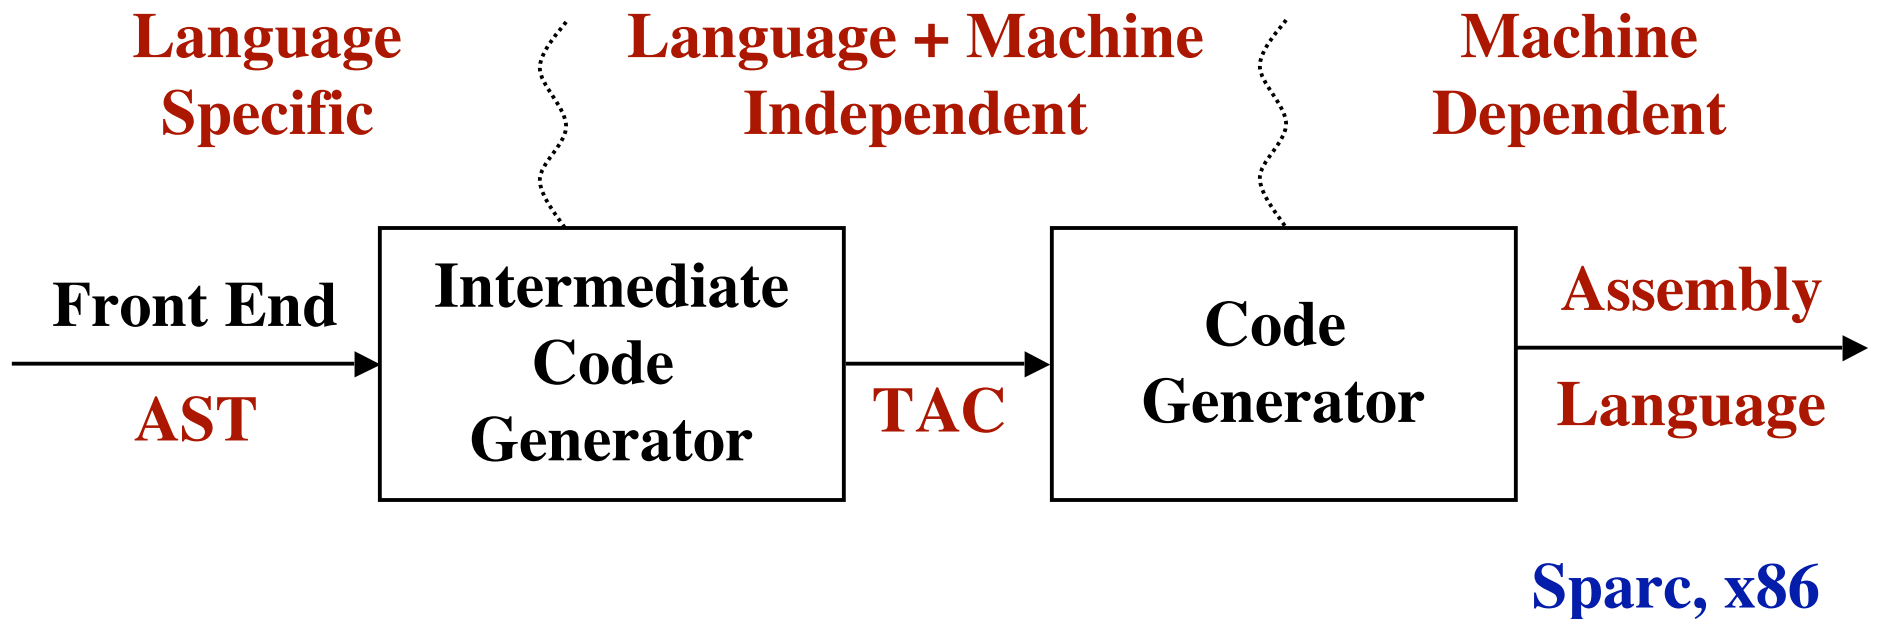 Language
Specific
Language + Machine
Independent
Machine
Dependent
Front End
AST
Intermediate
Code
Generator
TAC
Code
Generator
Assembly
Language
Sparc, x86